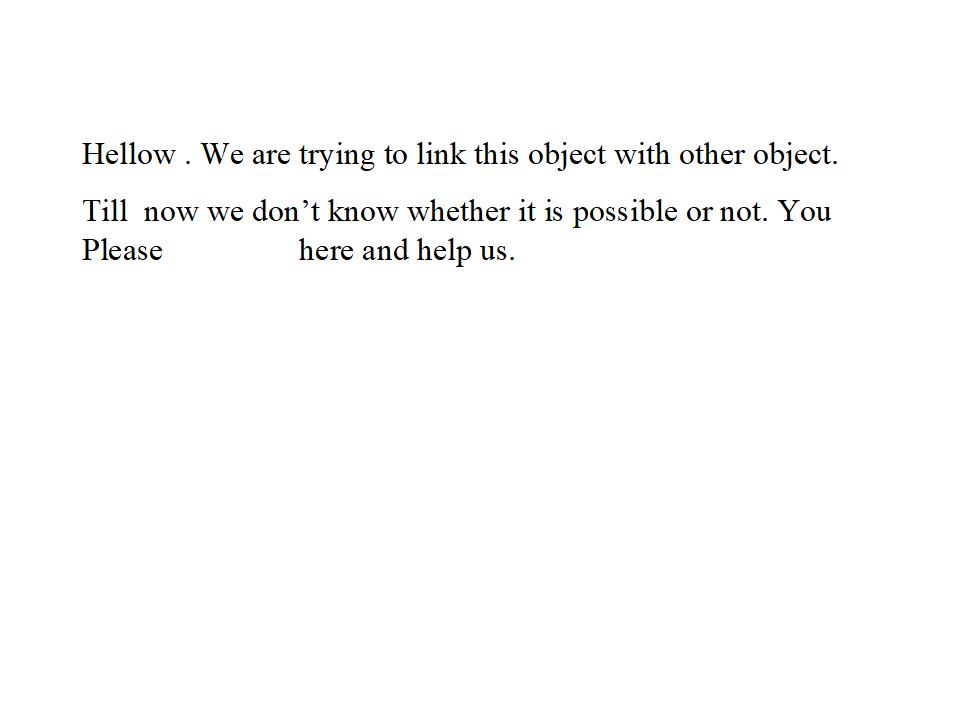 Hellow . We are trying to link this object with other object.
Till  now we don’t know whether it is possible or not. You
Please                 here and help us.